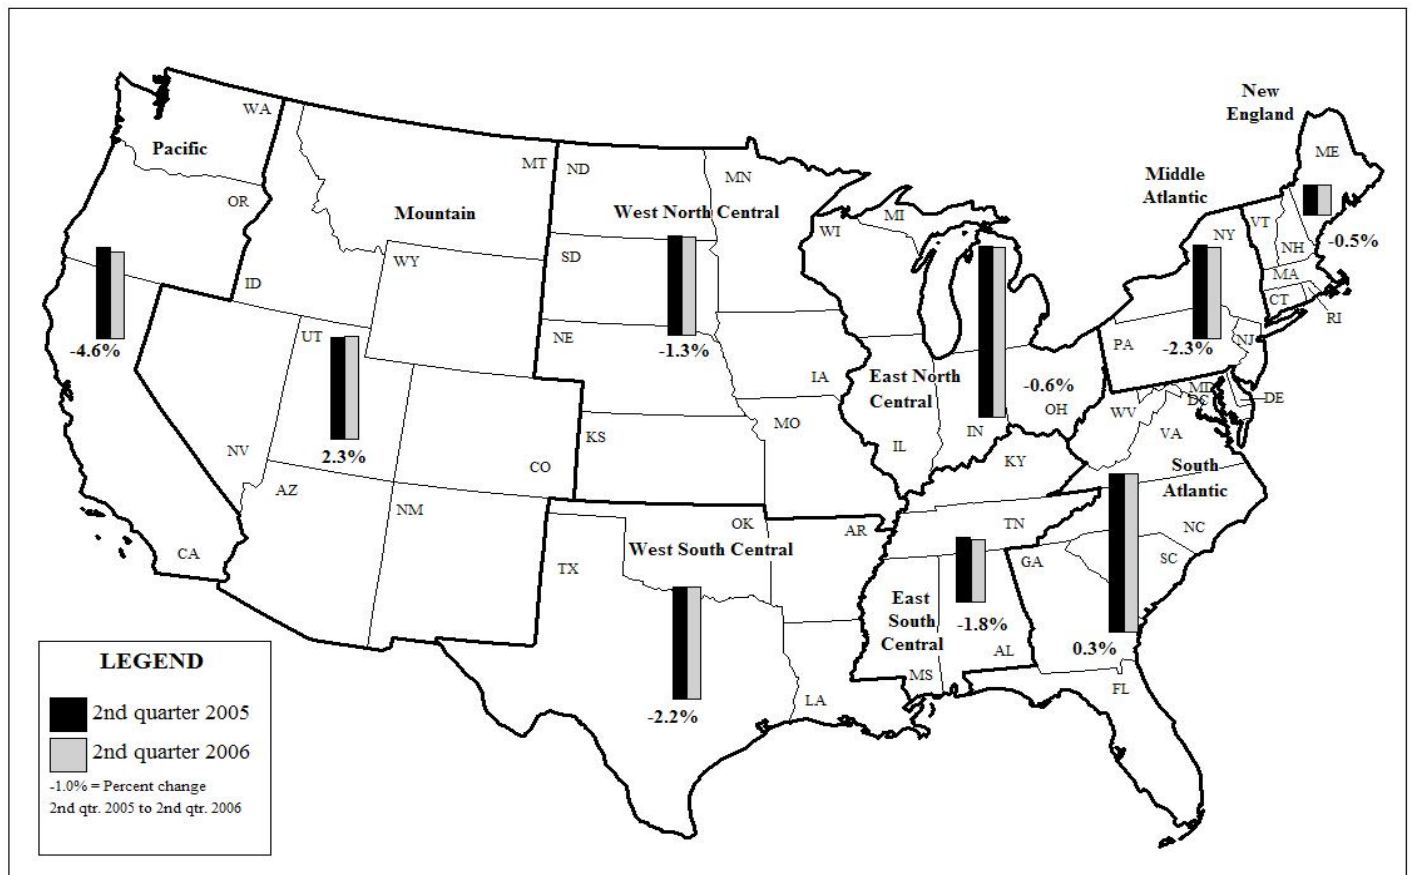 New
England
WA
ME
Pacific
MT
ND
MN
Middle
Atlantic
OR
Mountain
West North Central
MI
WI
VT
NY
NH
-0.5%
WY
SD
ID
MA
CT
RI
UT
NE
-4.6%
-1.3%
PA
-2.3%
NJ
IA
East North
Central
-0.6%
OH
MD
DC
DE
WV
KS
MO
IN
VA
NV
2.3%
CO
IL
KY
South
Atlantic
AZ
NM
OK
AR
TN
NC
CA
West South Central
SC
TX
GA
East
South
Central
-1.8%
AL
0.3%
MS
FL
LA
-2.2%
LEGEND
2nd quarter 2005
2nd quarter 2006
-1.0% = Percent change
2nd qtr. 2005 to 2nd qtr. 2006